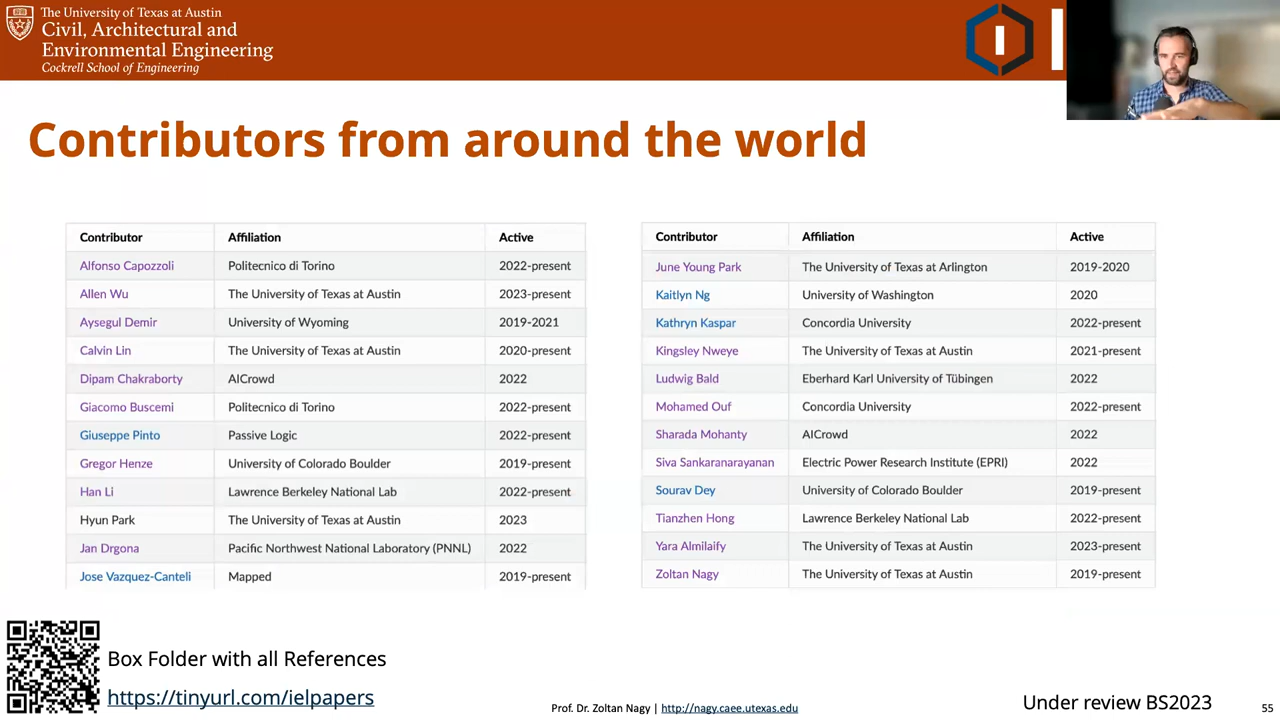 The University of Texas at Austin
Civil, Architectural and
Environmental Engineering
Cockrell School of Engineering
I
Contributors from around the world
Contributor Affiliation Active
Alfonso Capozzoli Politecnico di Torino 2022-present
Allen Wu The University of Texas at Austin 2023-present
Aysegul Demir University of Wyoming 2019-2021
Calvin Lin The University of Texas at Austin 2020-present
Dipam Chakraborty AICrowd 2022
Giacomo Buscemi Politecnico di Torino 2022-present
Giuseppe Pinto Passive Logic 2022-present
Gregor Henze University of Colorado Boulder 2019-present
Han Li Lawrence Berkeley National Lab 2022-present
Hyun Park The University of Texas at Austin 2023
Jan Drgona Pacific Northwest National Laboratory (PNNL) 2022
Jose Vazquez-Canteli Mapped 2019-present
Contributor Affiliation Active
June Young Park The University of Texas at Arlington 2019-2020
Kaitlyn Ng University of Washington 2020
Kathryn Kaspar Concordia University 2022-present
Kingsley Nweye The University of Texas at Austin 2021-present
Ludwig Bald Eberhard Karl University of Tübingen 2022
Mohamed Ouf Concordia University 2022-present
Sharada Mohanty AICrowd 2022
Siva Sankaranarayanan Electric Power Research Institute (EPRI) 2022
Sourav Dey University of Colorado Boulder 2019-present
Tianzhen Hong Lawrence Berkeley National Lab 2022-present
Yara Almilaify The University of Texas at Austin 2023-present
Zoltan Nagy The University of Texas at Austin 2019-present
Box Folder with all References
https://tinyurl.com/ielpapers
Prof. Dr. Zoltan Nagy | http://nagy.caee.utexas.edu
Under review BS2023
55